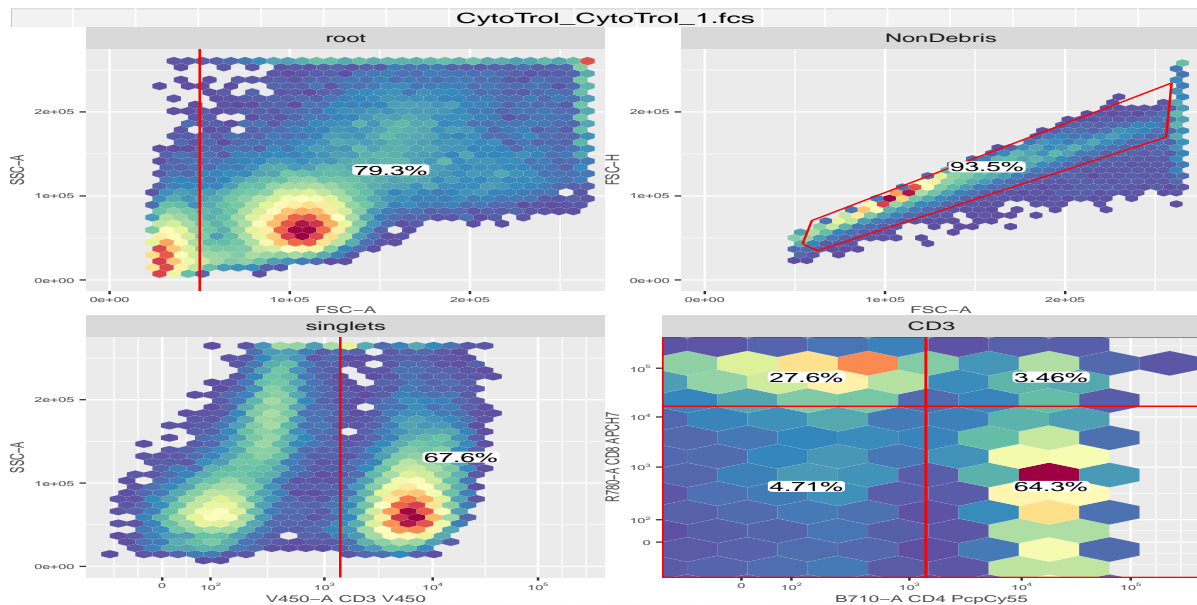 CytoTrol_CytoTrol_1.fcs
root
SSC−A
2e+05
1e+05
0e+00
79.3%
0e+00 1e+05 2e+05
FSC−A
NonDebris
FSC−H
2e+05
1e+05
0e+00
93.5%
0e+00 1e+05 2e+05
FSC−A
singlets
SSC−A
2e+05
1e+05
0e+00
67.6%
0 10² 10³ 10⁴ 10⁵
V450−A CD3 V450
CD3
R780−A CD8 APCH7
10⁵
10⁴
10³
10²
0
27.6% 3.46%
4.71% 64.3%
0 10² 10³ 10⁴ 10⁵
B710−A CD4 PcpCy55